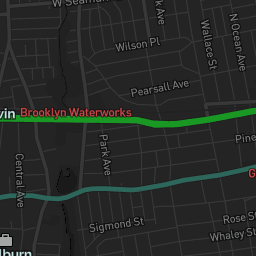 W Seaman
k Ave
N Ocean Ave
Wilson Pl
Wallace St
Pearsall Ave
vin
Brooklyn Waterworks
Pine
Park Ave
Central Ave
G
Sigmond St
Rose St
Whaley St
lburn